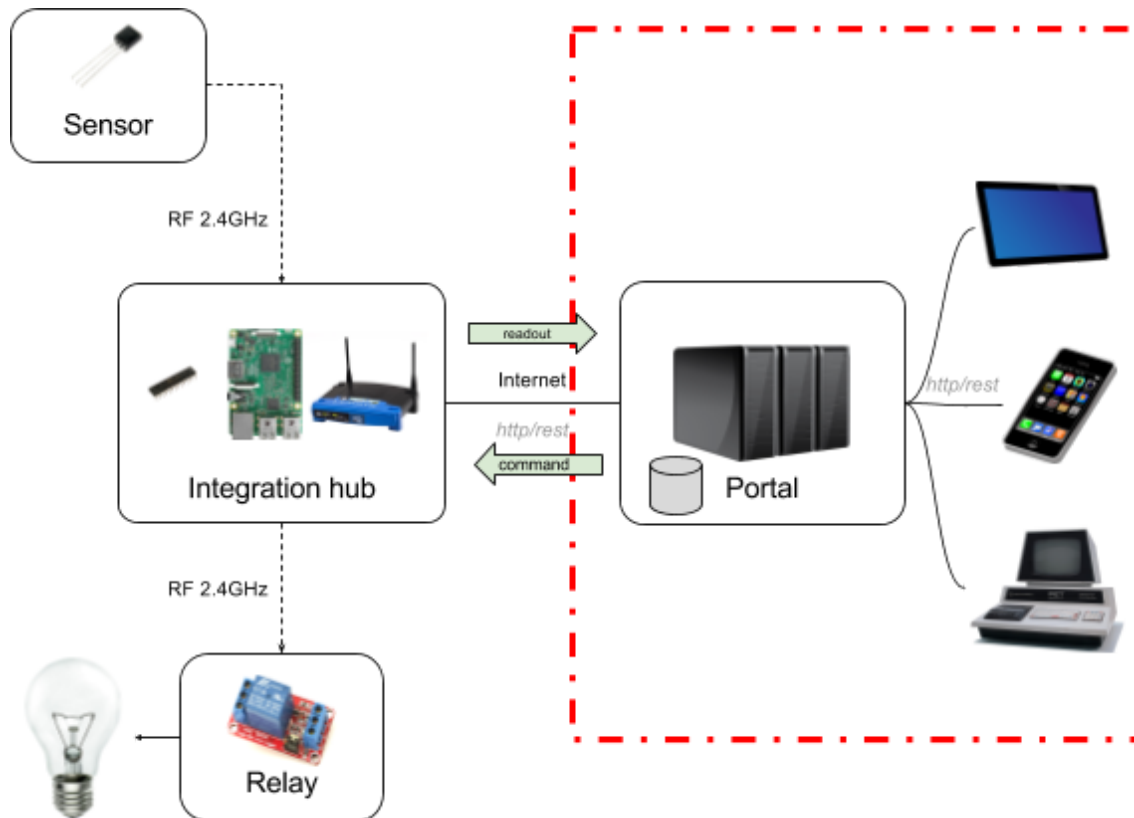 Sensor
RF 2.4GHz
readout
Internet
http/rest
http/rest
command
Integration hub
Portal
RF 2.4GHz
Relay